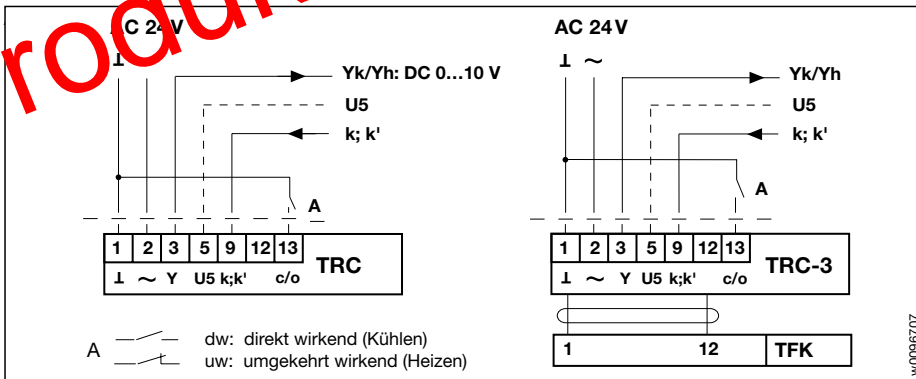 rodu
AC 24 V
⊥
Yk/Yh: DC 0...10 V
U5
k; k'
A
1 2 3 5 9 12 13
TRC
⊥ ~ Y U5 k;k' c/o
A
dw: direkt wirkend (Kühlen)
uw: umgekehrt wirkend (Heizen)
AC 24 V
⊥ ~
Yk/Yh
U5
k; k'
A
1 2 3 5 9 12 13
TRC-3
⊥ ~ Y U5 k;k' c/o
1 12 TFK
w0096707